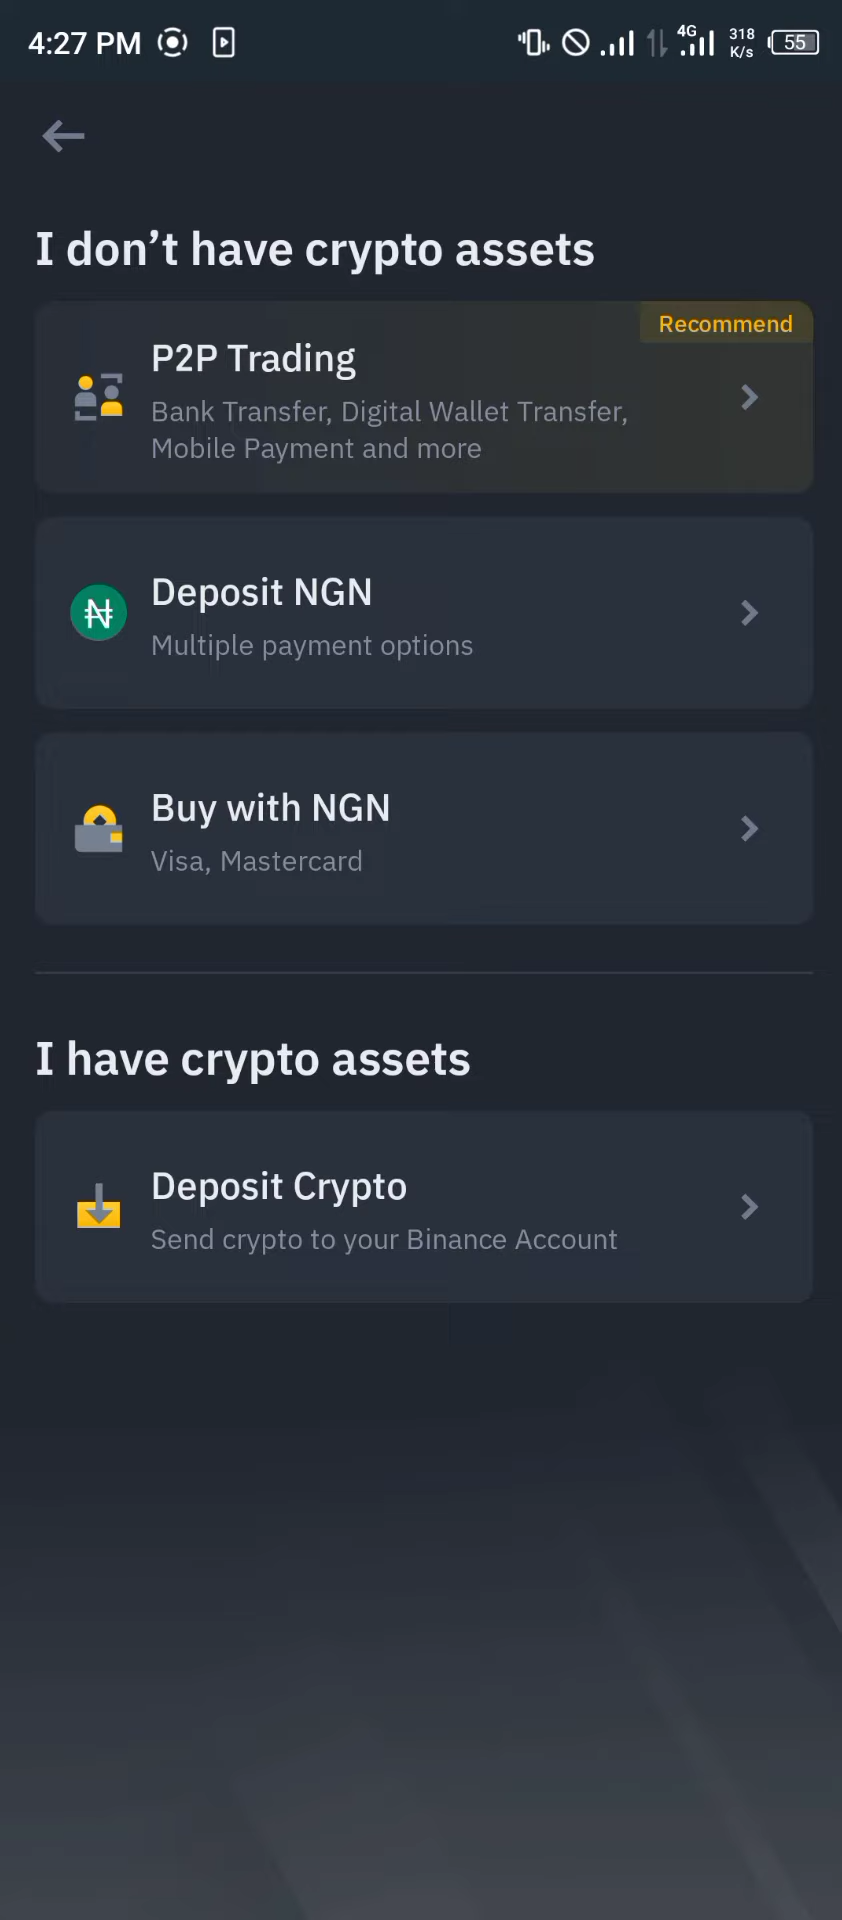 4:27 PM
4G
318
K/s
55
I don’t have crypto assets
Recommend
P2P Trading
Bank Transfer, Digital Wallet Transfer,
Mobile Payment and more
Deposit NGN
Multiple payment options
Buy with NGN
Visa, Mastercard
I have crypto assets
Deposit Crypto
Send crypto to your Binance Account